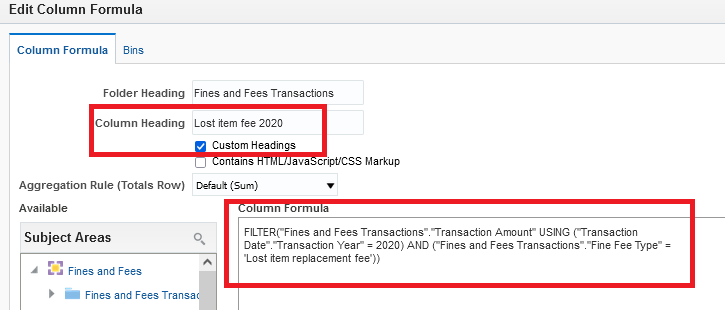 Edit Column Formula
Column Formula
Bins
Folder Heading Fines and Fees Transactions
Column Heading Lost item fee 2020
Custom Headings
Contains HTML/JavaScript/CSS Markup
Aggregation Rule (Totals Row) Default (Sum)
Available
Subject Areas
Fines and Fees
Fines and Fees Transac
Column Formula
FILTER("Fines and Fees Transactions"."Transaction Amount" USING ("Transaction
Date"."Transaction Year" = 2020) AND ("Fines and Fees Transactions"."Fine Fee Type" =
'Lost item replacement fee'))